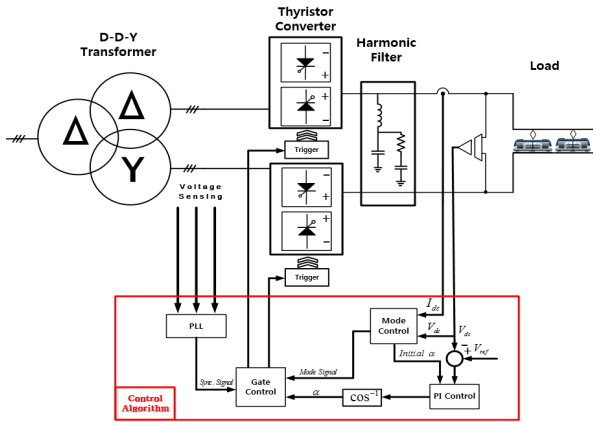 D-D-Y
Transformer
Thyristor
Converter
Harmonic
Filter
Load
Δ
Δ
Y
−
+
−
+
Trigger
Voltage
Sensing
−
+
+
−
Trigger
PLL
Sync. Signal
Gate
Control
Mode Signal
Mode
Control
I_dc
V_dc
V_dc
− + V_ref
Initial α
α
cos⁻¹
PI Control
Control
Algorithm